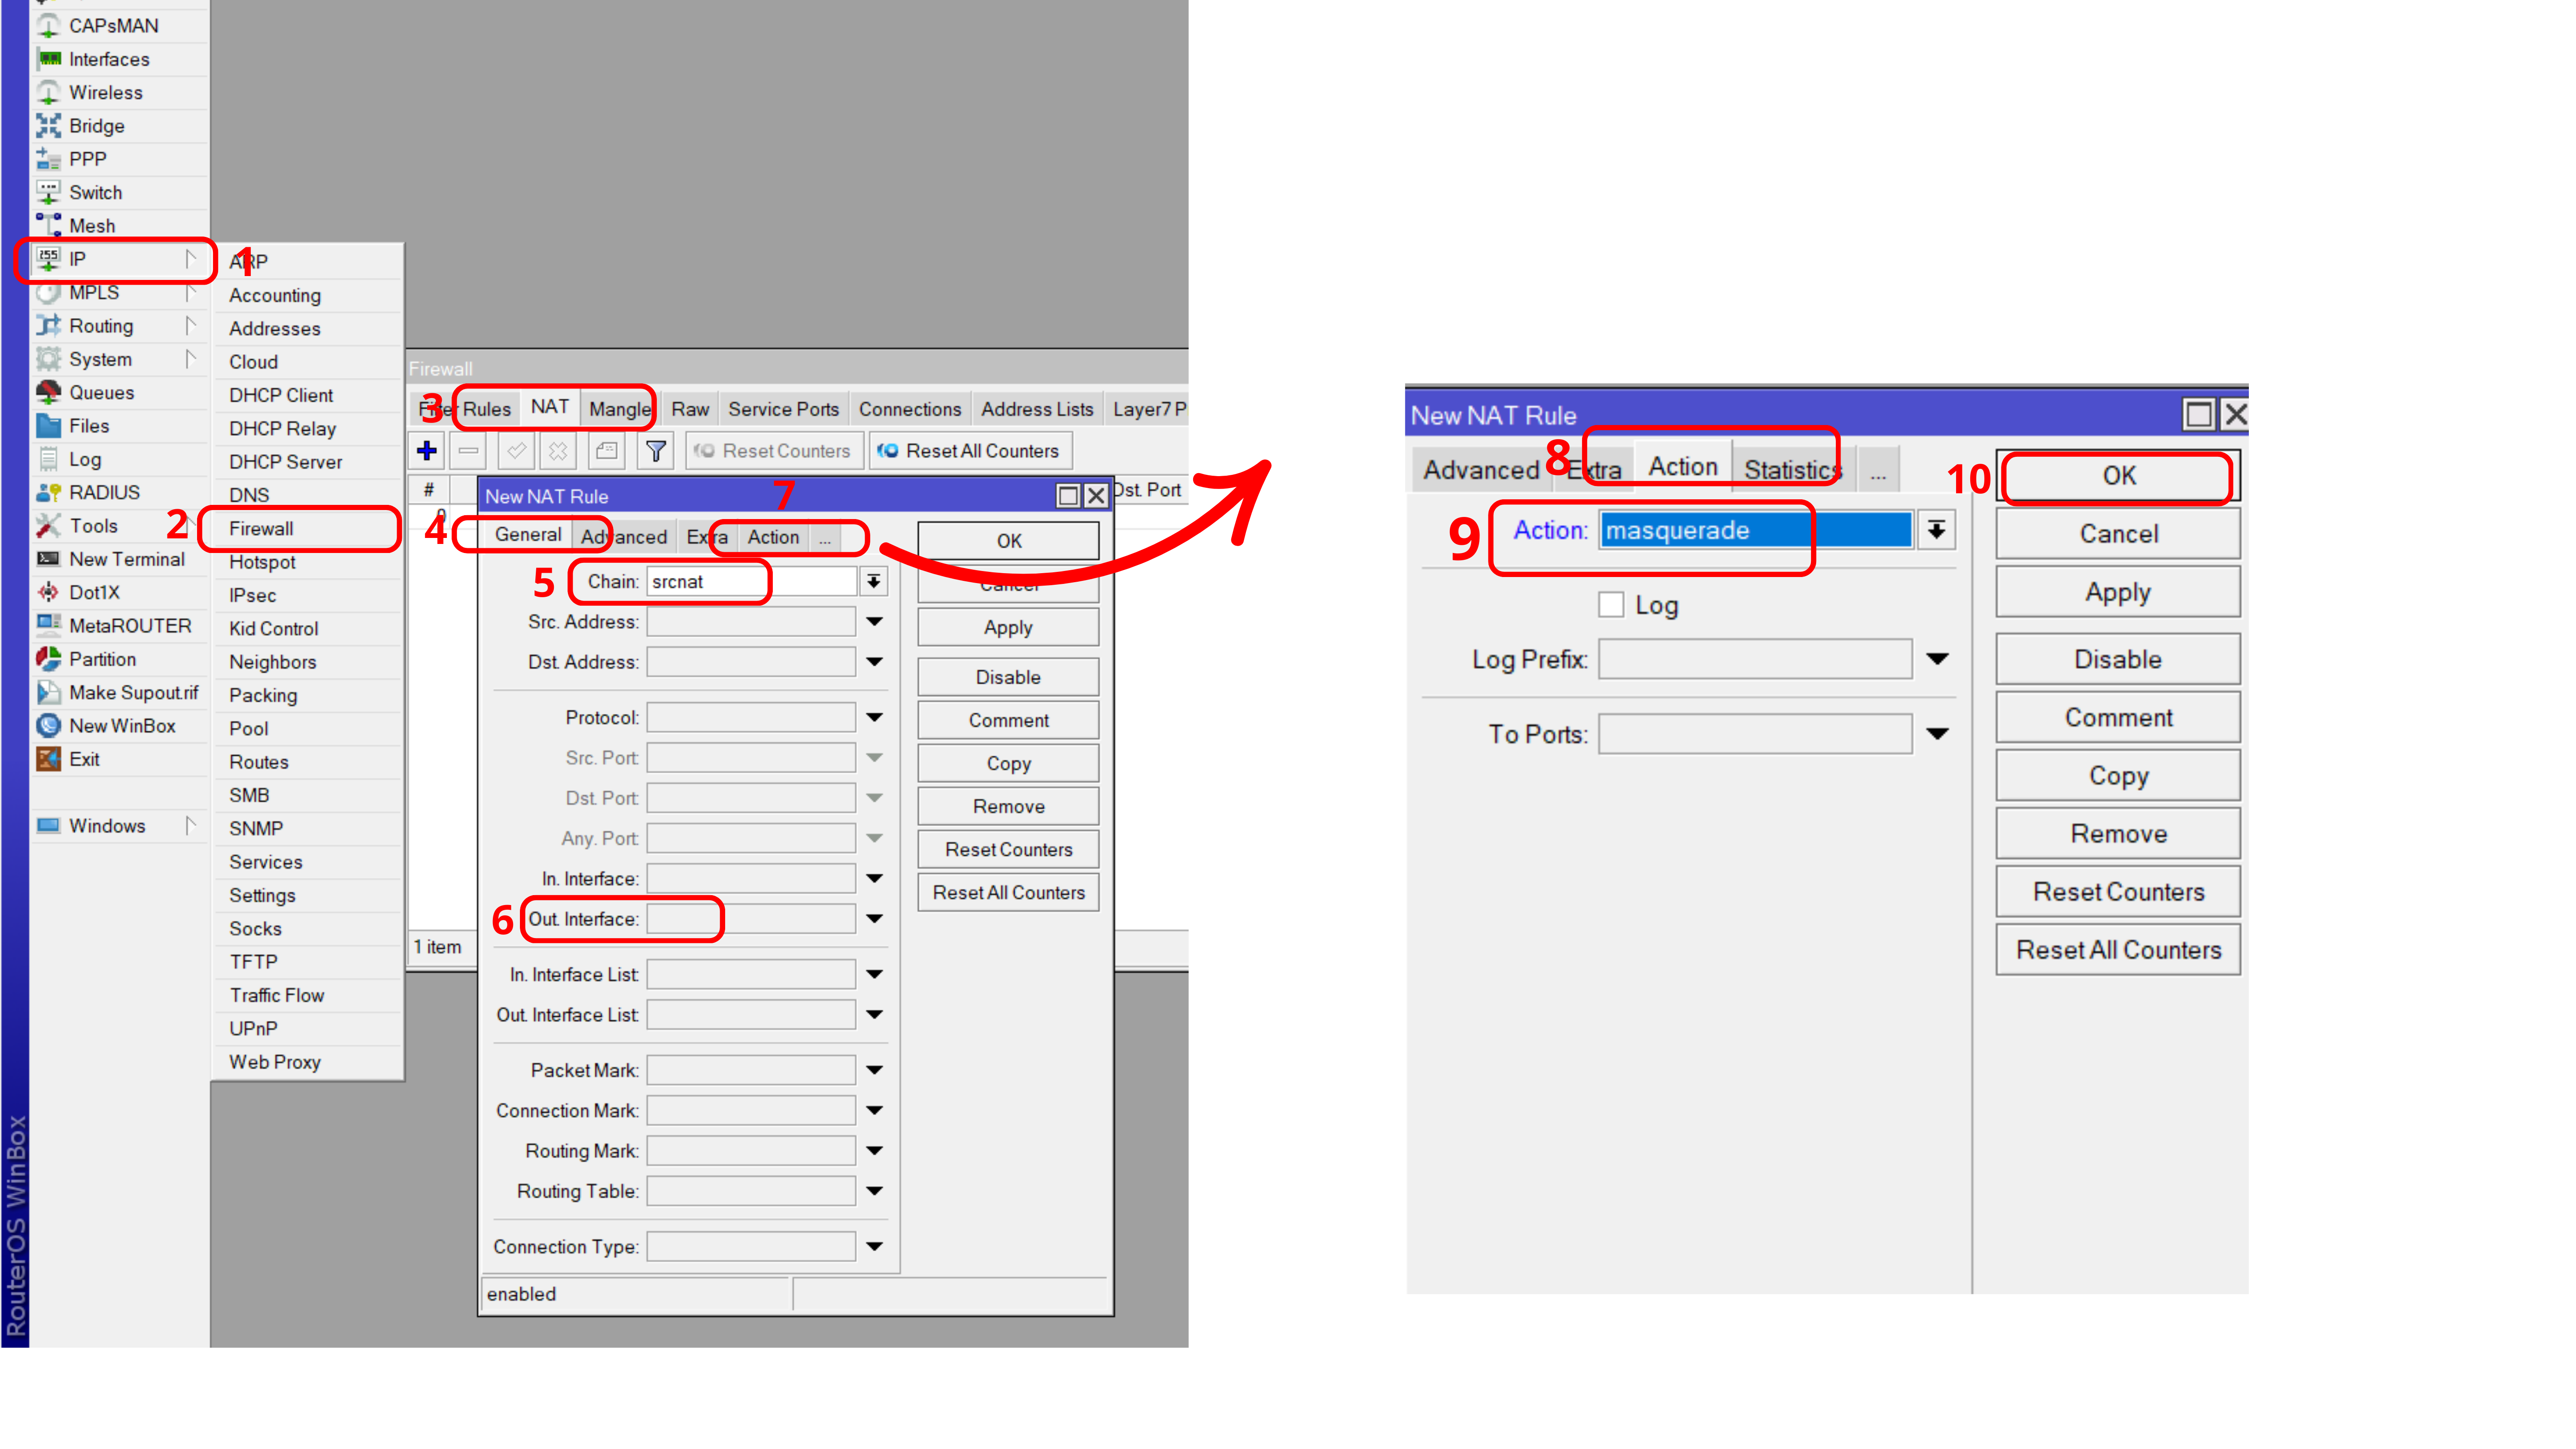 CAPsMAN
Interfaces
Wireless
Bridge
PPP
Switch
Mesh
IP
MPLS
Routing
System
Queues
Files
Log
RADIUS
Tools
New Terminal
Dot1X
MetaROUTER
Partition
Make Supout.rif
New WinBox
Exit
Windows
RouterOS WinBox
1
2
ARP
Accounting
Addresses
Cloud
DHCP Client
DHCP Relay
DHCP Server
DNS
Firewall
Hotspot
IPsec
Kid Control
Neighbors
Packing
Pool
Routes
SMB
SNMP
Services
Settings
Socks
TFTP
Traffic Flow
UPnP
Web Proxy
Firewall
3
Filter Rules NAT Mangle Raw Service Ports Connections Address Lists Layer7 P
Reset Counters Reset All Counters
# Dst. Port
0
1 item
New NAT Rule
7
4
General Advanced Extra Action ...
5
Chain: srcnat
Src. Address:
Dst. Address:
Protocol:
Src. Port:
Dst. Port:
Any. Port:
In. Interface:
6
Out. Interface:
In. Interface List:
Out. Interface List:
Packet Mark:
Connection Mark:
Routing Mark:
Routing Table:
Connection Type:
enabled
OK
Cancel
Apply
Disable
Comment
Copy
Remove
Reset Counters
Reset All Counters
New NAT Rule
8
Advanced Extra Action Statistics ...
9
Action: masquerade
Log
Log Prefix:
To Ports:
10
OK
Cancel
Apply
Disable
Comment
Copy
Remove
Reset Counters
Reset All Counters